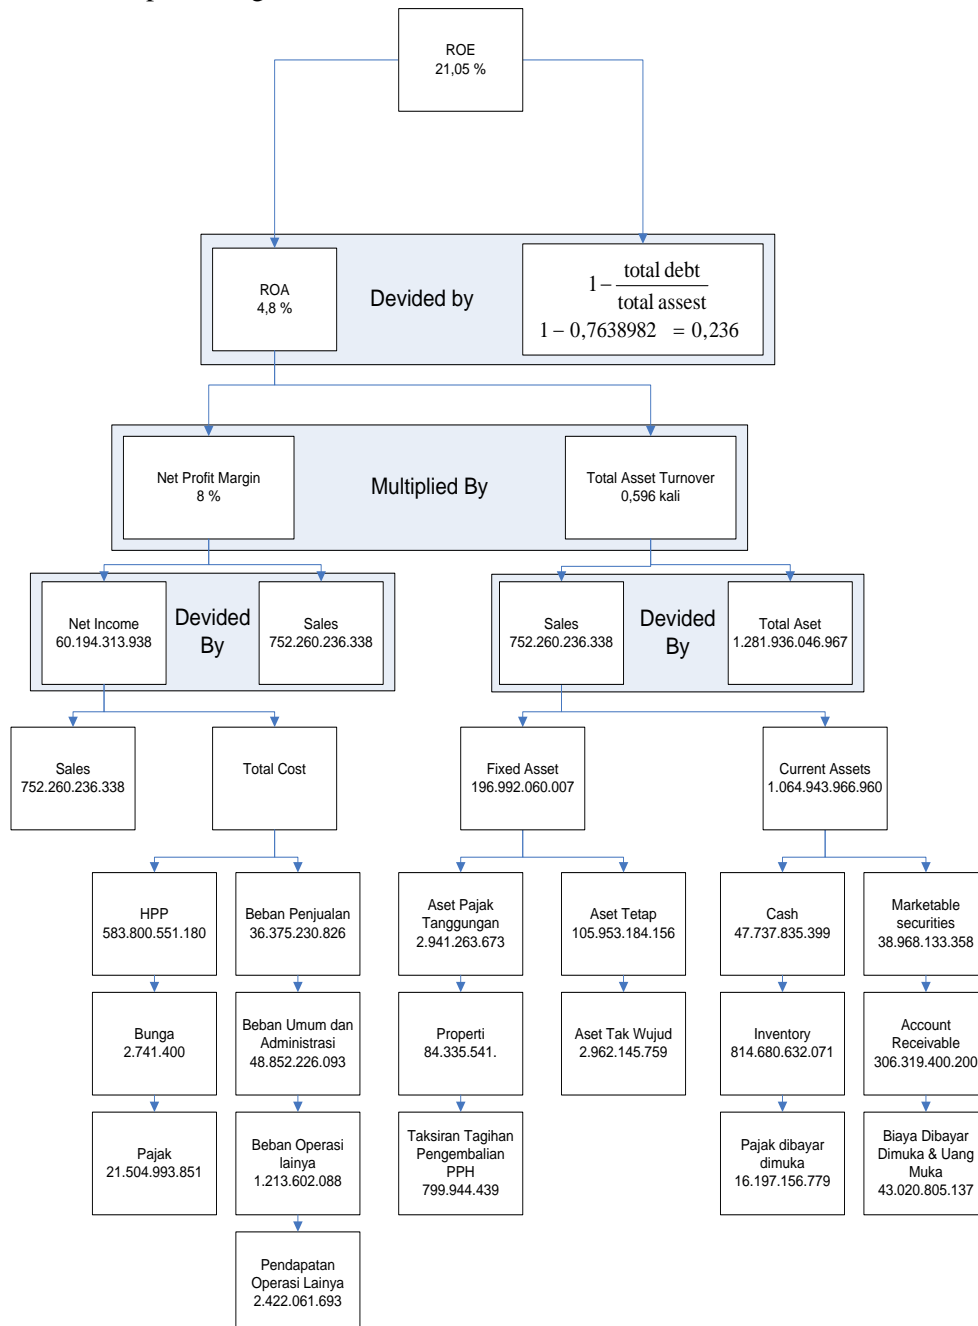 ROE
21,05 %
ROA
4,8 %
Devided by
1 − total debt / total assest
1 − 0,7638982 = 0,236
Net Profit Margin
8 %
Multiplied By
Total Asset Turnover
0,596 kali
Net Income
60.194.313.938
Devided
By
Sales
752.260.236.338
Sales
752.260.236.338
Devided
By
Total Aset
1.281.936.046.967
Sales
752.260.236.338
Total Cost
Fixed Asset
196.992.060.007
Current Assets
1.064.943.966.960
HPP
583.800.551.180
Beban Penjualan
36.375.230.826
Aset Pajak
Tanggungan
2.941.263.673
Aset Tetap
105.953.184.156
Cash
47.737.835.399
Marketable
securities
38.968.133.358
Bunga
2.741.400
Beban Umum dan
Administrasi
48.852.226.093
Properti
84.335.541.
Aset Tak Wujud
2.962.145.759
Inventory
814.680.632.071
Account
Receivable
306.319.400.200
Pajak
21.504.993.851
Beban Operasi
lainya
1.213.602.088
Taksiran Tagihan
Pengembalian
PPH
799.944.439
Pajak dibayar
dimuka
16.197.156.779
Biaya Dibayar
Dimuka & Uang
Muka
43.020.805.137
Pendapatan
Operasi Lainya
2.422.061.693